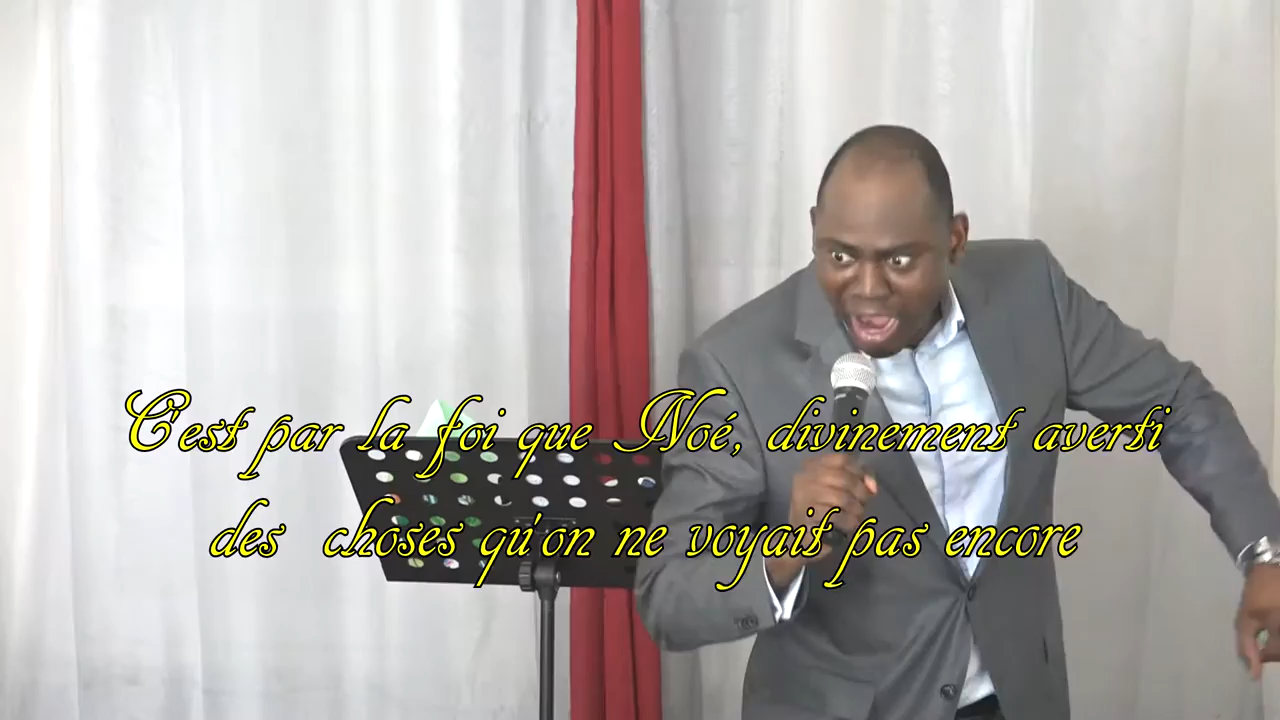 C'est par la foi que Noé, divinement averti
des choses qu'on ne voyait pas encore